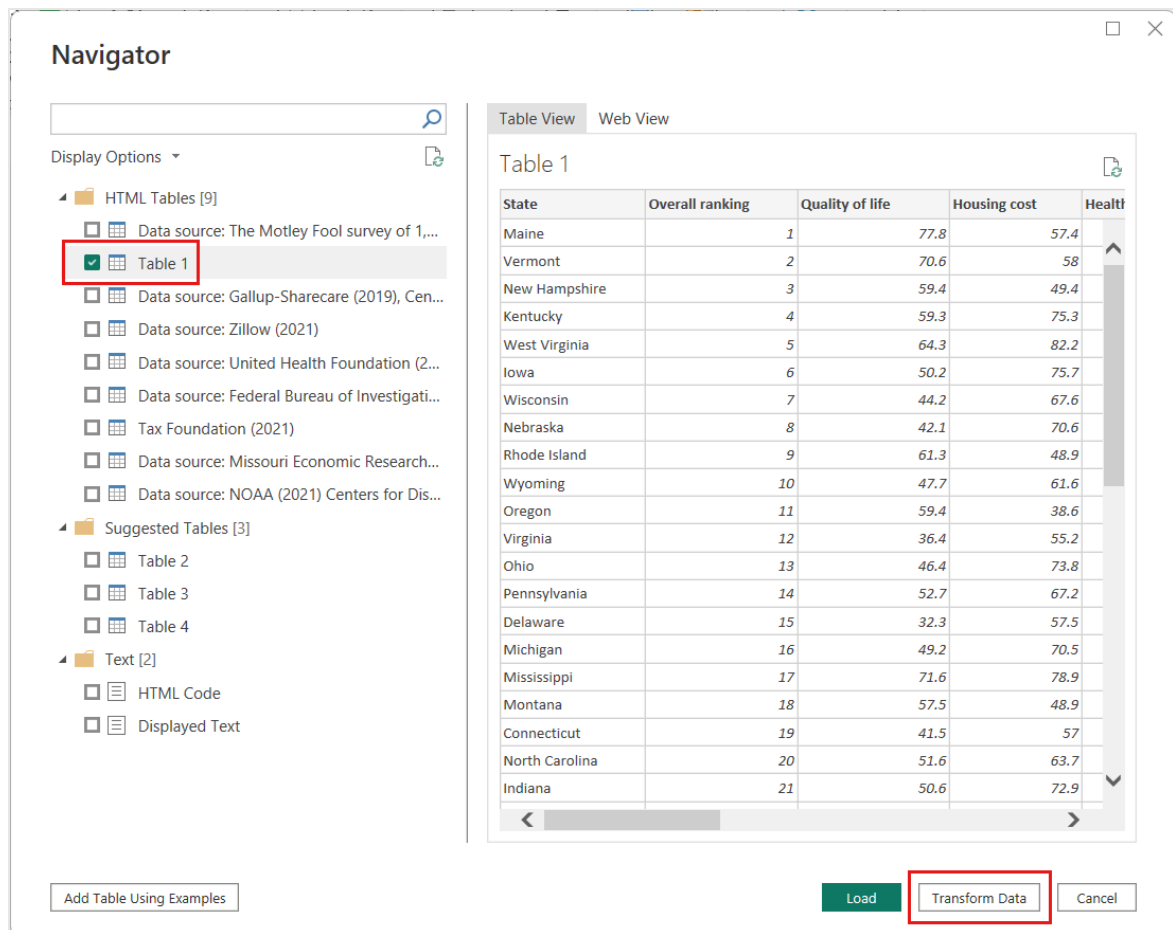 Navigator
Display Options
HTML Tables [9]
Data source: The Motley Fool survey of 1,...
Table 1
Data source: Gallup-Sharecare (2019), Cen...
Data source: Zillow (2021)
Data source: United Health Foundation (2...
Data source: Federal Bureau of Investigati...
Tax Foundation (2021)
Data source: Missouri Economic Research...
Data source: NOAA (2021) Centers for Dis...
Suggested Tables [3]
Table 2
Table 3
Table 4
Text [2]
HTML Code
Displayed Text
Table View Web View
Table 1
State Overall ranking Quality of life Housing cost Health
Maine 1 77.8 57.4
Vermont 2 70.6 58
New Hampshire 3 59.4 49.4
Kentucky 4 59.3 75.3
West Virginia 5 64.3 82.2
Iowa 6 50.2 75.7
Wisconsin 7 44.2 67.6
Nebraska 8 42.1 70.6
Rhode Island 9 61.3 48.9
Wyoming 10 47.7 61.6
Oregon 11 59.4 38.6
Virginia 12 36.4 55.2
Ohio 13 46.4 73.8
Pennsylvania 14 52.7 67.2
Delaware 15 32.3 57.5
Michigan 16 49.2 70.5
Mississippi 17 71.6 78.9
Montana 18 57.5 48.9
Connecticut 19 41.5 57
North Carolina 20 51.6 63.7
Indiana 21 50.6 72.9
Add Table Using Examples
Load Transform Data Cancel